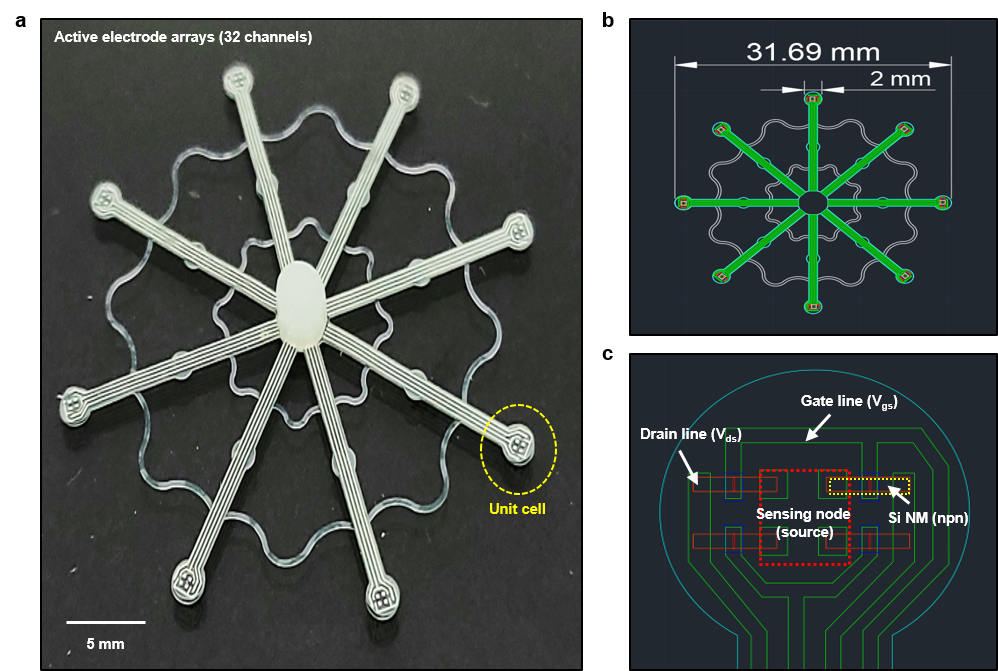 a
Active electrode arrays (32 channels)
Unit cell
5 mm
b
31.69 mm
2 mm
c
Gate line (Vgs)
Drain line (Vds)
Sensing node
(source)
Si NM (npn)